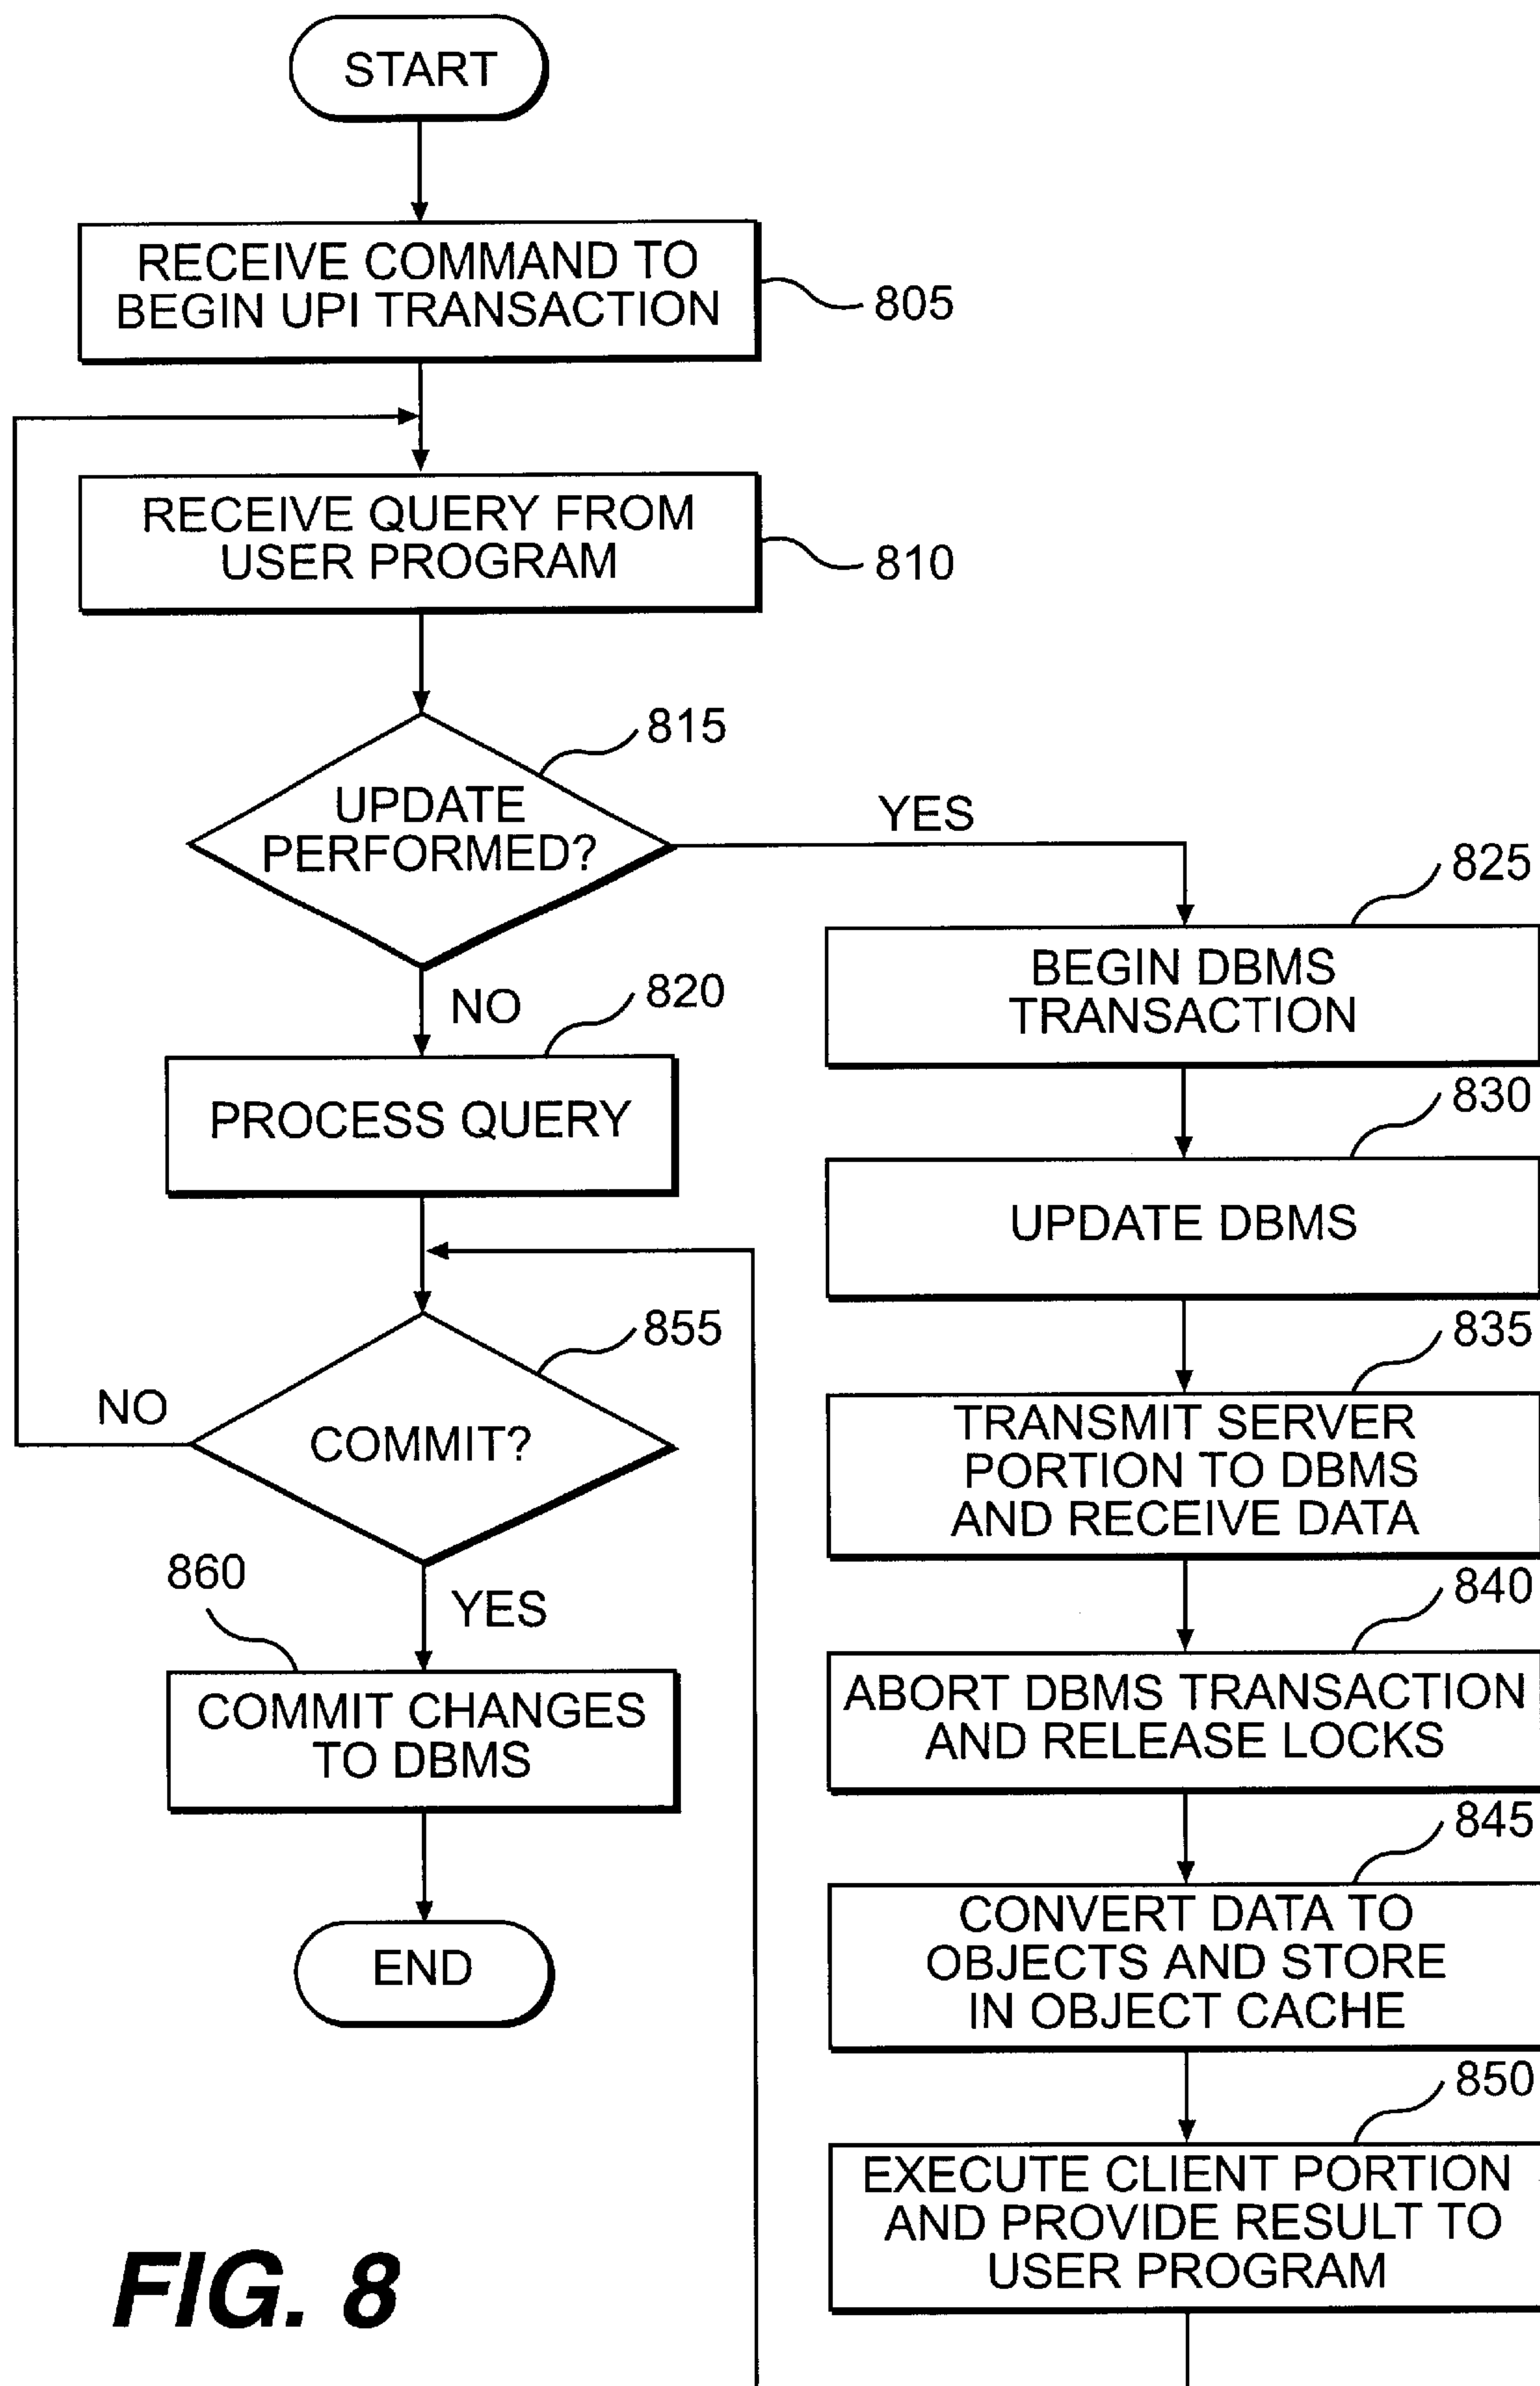 START
RECEIVE COMMAND TO
BEGIN UPI TRANSACTION
805
RECEIVE QUERY FROM
USER PROGRAM
810
815
UPDATE
PERFORMED?
YES
NO
820
PROCESS QUERY
825
BEGIN DBMS
TRANSACTION
830
UPDATE DBMS
835
TRANSMIT SERVER
PORTION TO DBMS
AND RECEIVE DATA
840
ABORT DBMS TRANSACTION
AND RELEASE LOCKS
845
CONVERT DATA TO
OBJECTS AND STORE
IN OBJECT CACHE
850
EXECUTE CLIENT PORTION
AND PROVIDE RESULT TO
USER PROGRAM
855
COMMIT?
NO
YES
860
COMMIT CHANGES
TO DBMS
END
FIG. 8